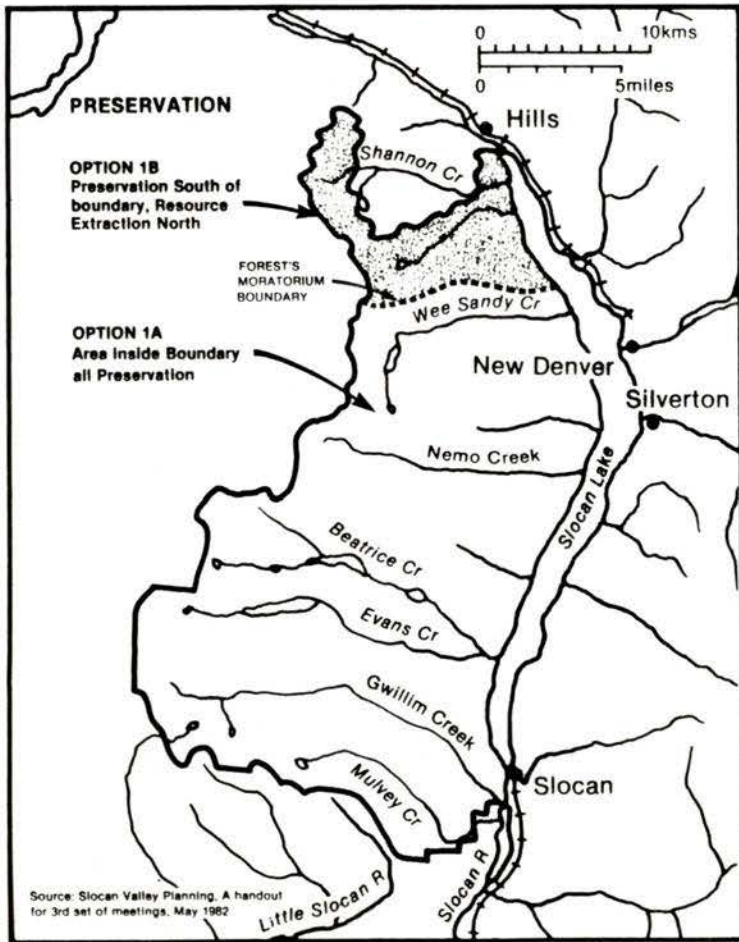 0 10kms
0 5miles
PRESERVATION
Hills
OPTION 1B
Preservation South of
boundary, Resource
Extraction North
Shannon Cr
FOREST'S
MORATORIUM
BOUNDARY
Wee Sandy Cr
OPTION 1A
Area Inside Boundary
all Preservation
New Denver
Silverton
Nemo Creek
Slocan Lake
Beatrice Cr
Evans Cr
Gwillim Creek
Mulvey Cr
Slocan
Source: Slocan Valley Planning, A handout
for 3rd set of meetings, May 1982
Little Slocan R
Slocan R